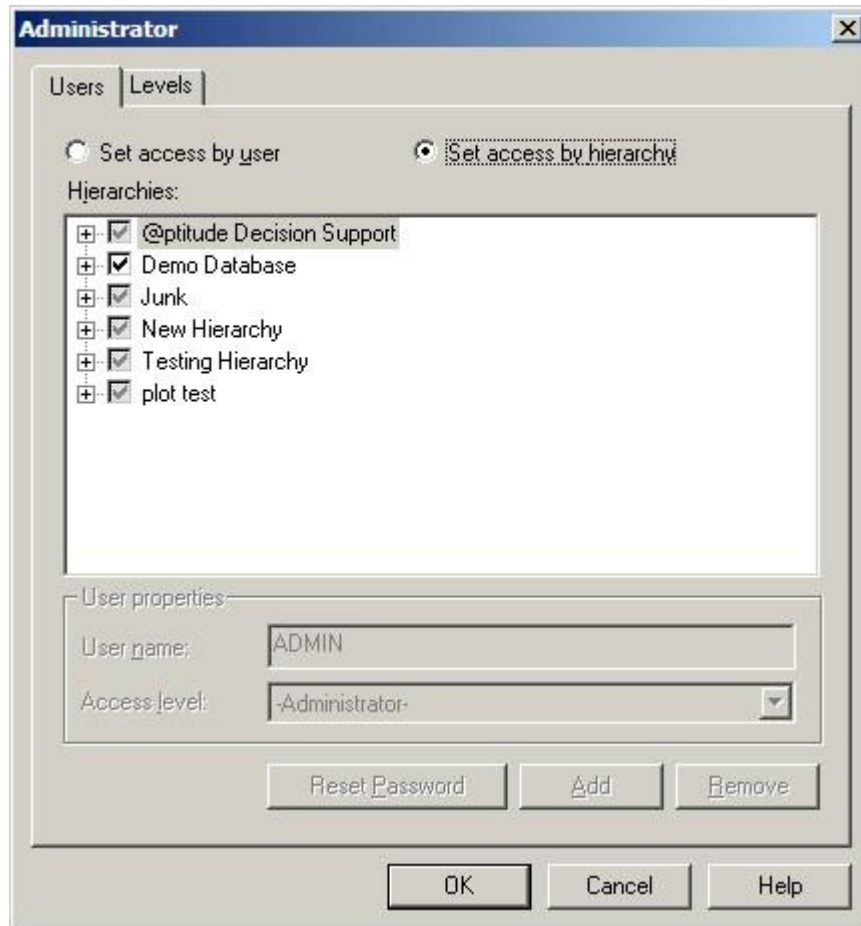 Administrator
Users Levels
Set access by user Set access by hierarchy
Hierarchies:
@ptitude Decision Support
Demo Database
Junk
New Hierarchy
Testing Hierarchy
plot test
User properties
User name: ADMIN
Access level: -Administrator-
Reset Password Add Remove
OK Cancel Help